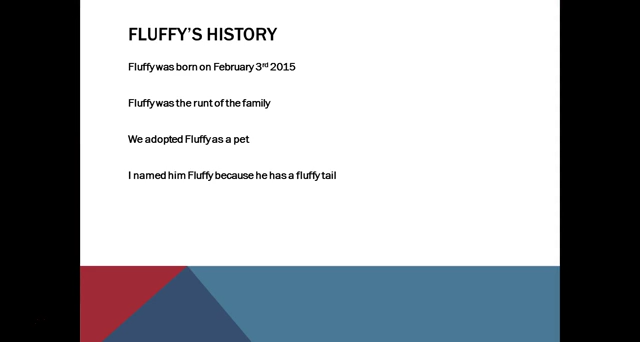 FLUFFY’S HISTORY
Fluffy was born on February 3rd 2015
Fluffy was the runt of the family
We adopted Fluffy as a pet
I named him Fluffy because he has a fluffy tail